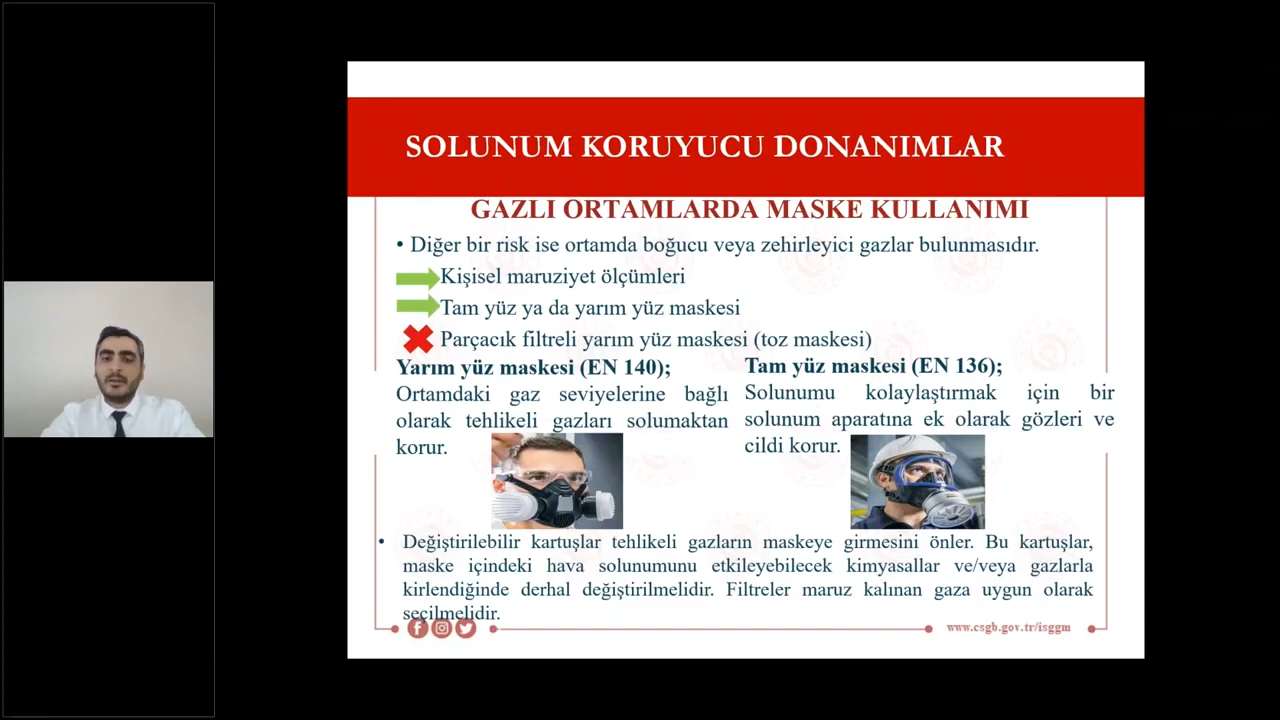 SOLUNUM KORUYUCU DONANIMLAR
GAZLI ORTAMLARDA MASKE KULLANIMI
• Diğer bir risk ise ortamda boğucu veya zehirleyici gazlar bulunmasıdır.
Kişisel maruziyet ölçümleri
Tam yüz ya da yarım yüz maskesi
Parçacık filtreli yarım yüz maskesi (toz maskesi)
Yarım yüz maskesi (EN 140);
Ortamdaki gaz seviyelerine bağlı
olarak tehlikeli gazları solumaktan
korur.
Tam yüz maskesi (EN 136);
Solunumu kolaylaştırmak için bir
solunum aparatına ek olarak gözleri ve
cildi korur.
• Değiştirilebilir kartuşlar tehlikeli gazların maskeye girmesini önler. Bu kartuşlar,
maske içindeki hava solunumunu etkileyebilecek kimyasallar ve/veya gazlarla
kirlendiğinde derhal değiştirilmelidir. Filtreler maruz kalınan gaza uygun olarak
seçilmelidir.
www.csgb.gov.tr/isggm